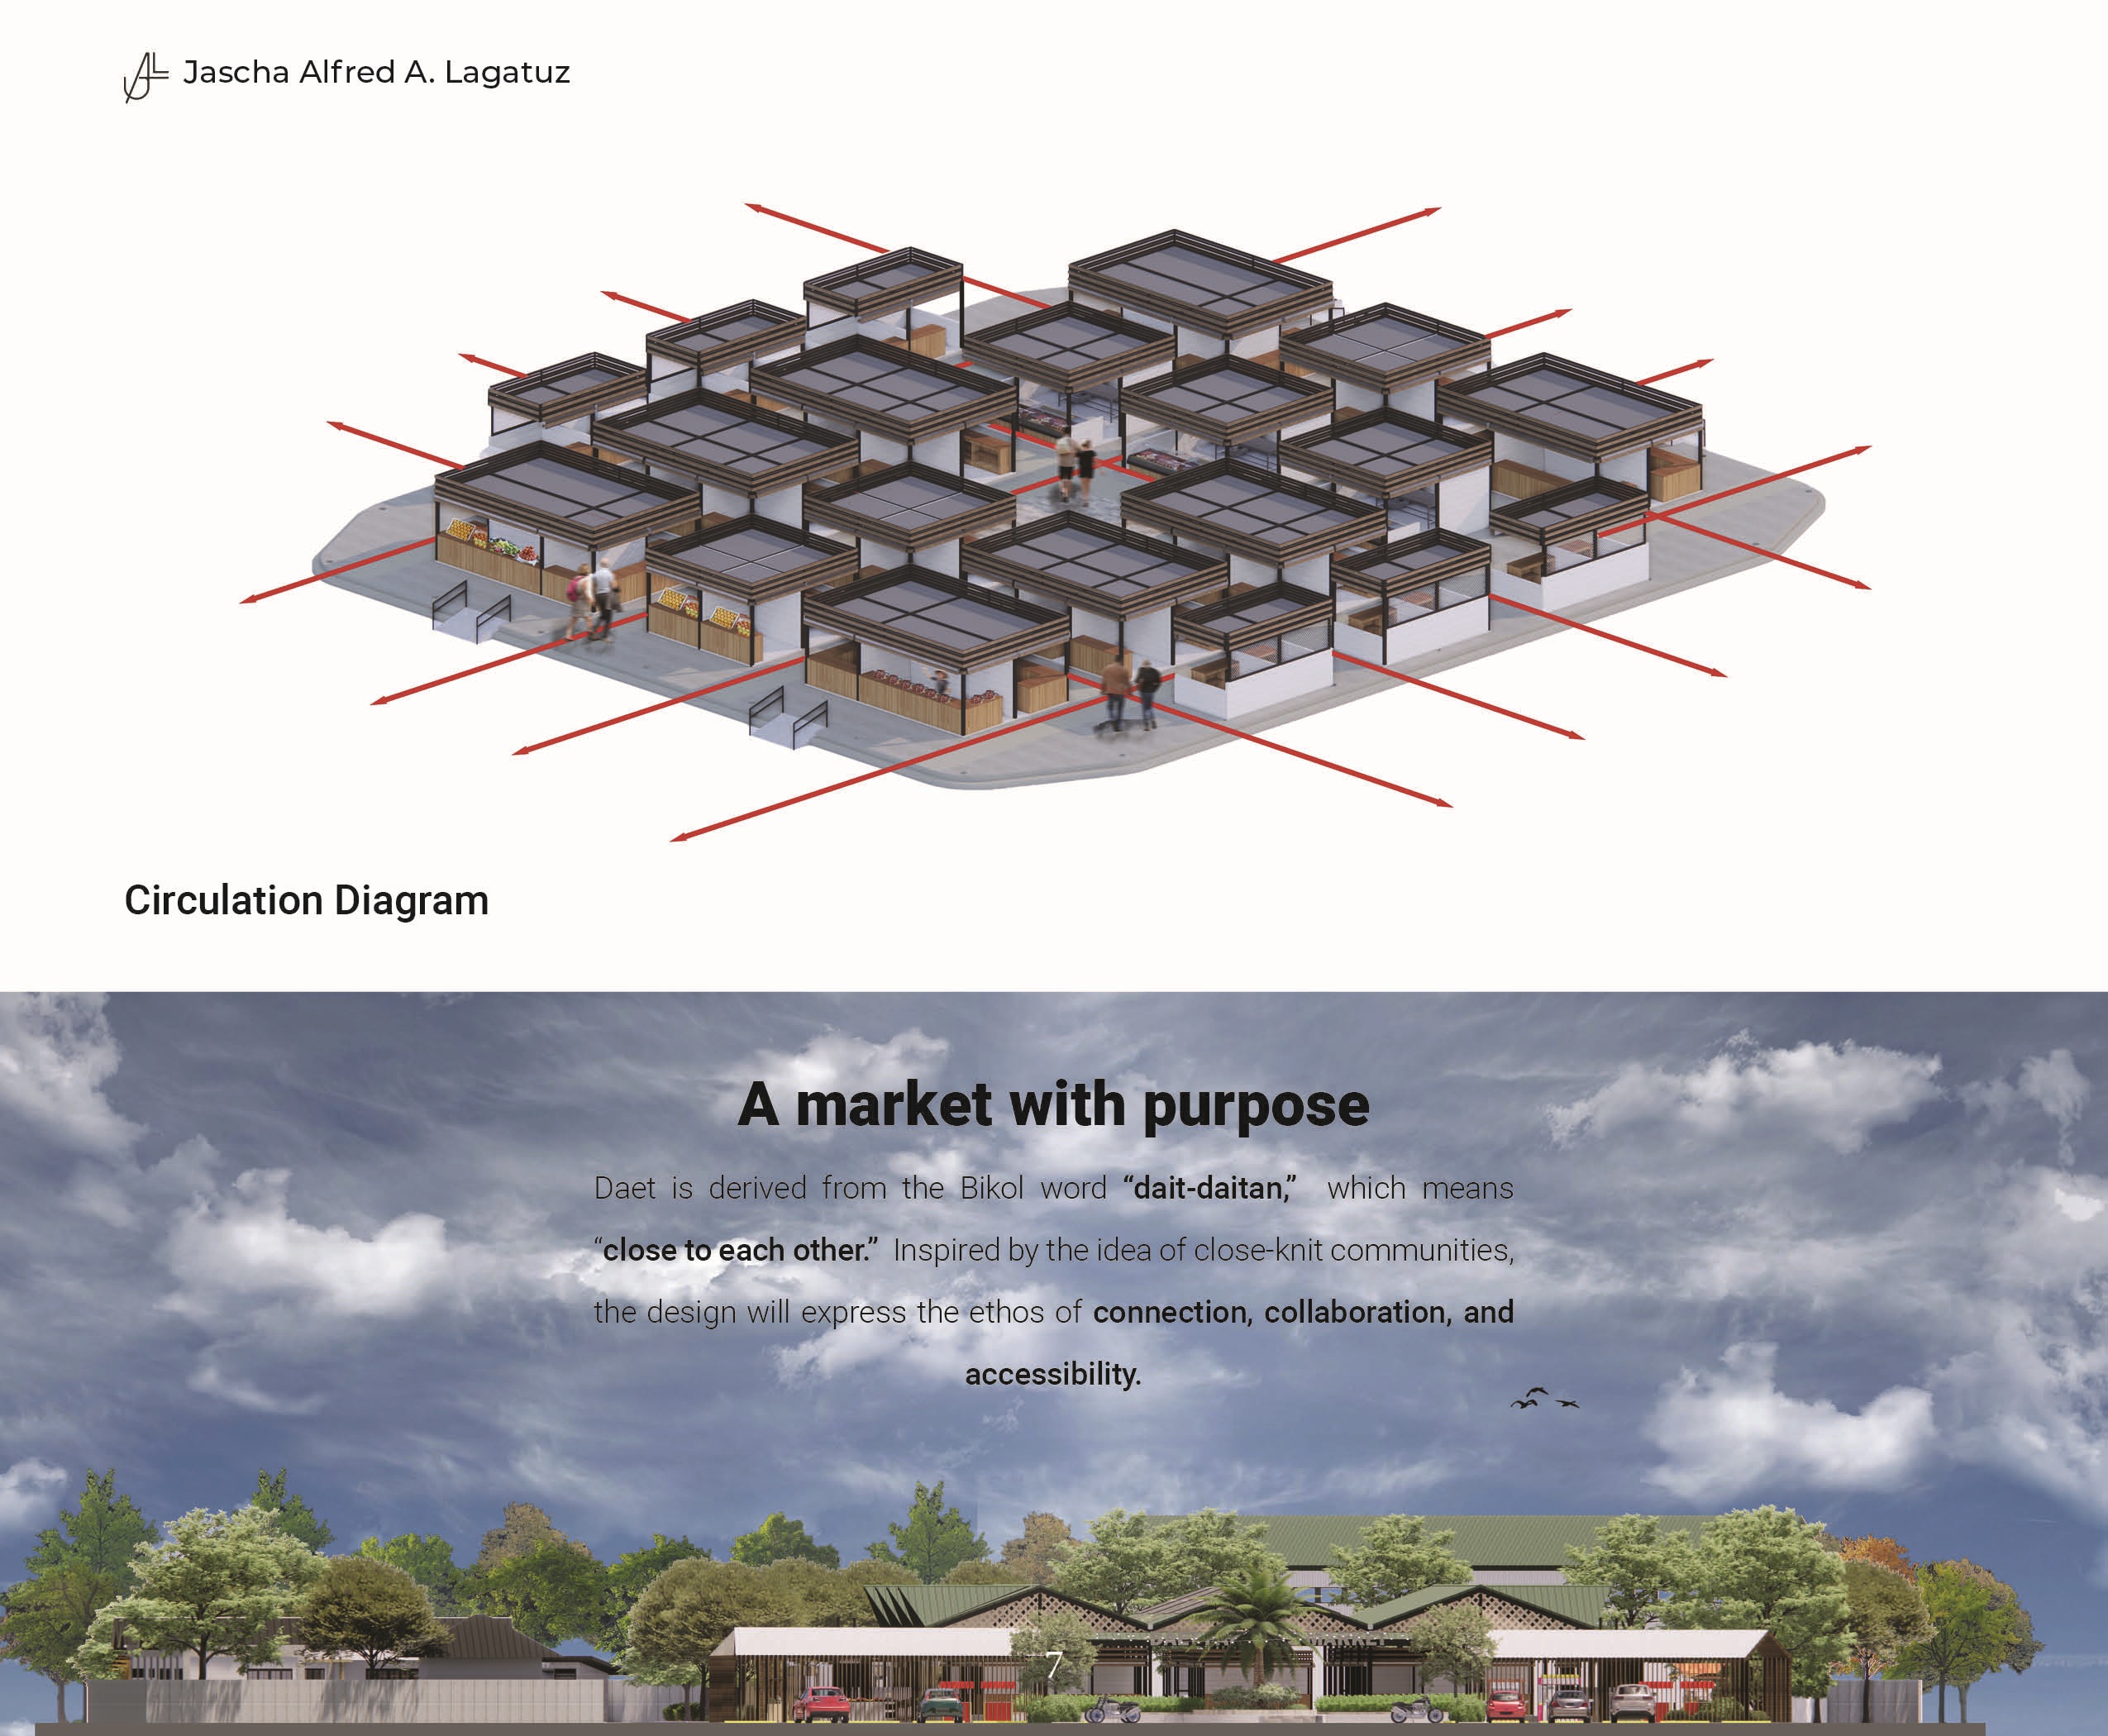 Jascha Alfred A. Lagatuz
Circulation Diagram
A market with purpose
Daet is derived from the Bikol word “dait-daitan,” which means
“close to each other.” Inspired by the idea of close-knit communities,
the design will express the ethos of connection, collaboration, and
accessibility.
7